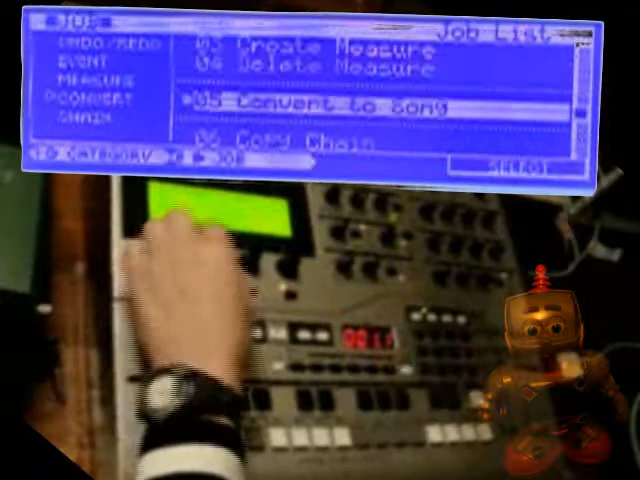 JOB
Job List
UNDO/REDO
EVENT
MEASURE
CONVERT
CHAIN
03 Create Measure
04 Delete Measure
05 Convert to Song
06 Copy Chain
CATEGORY
JOB
SELECT